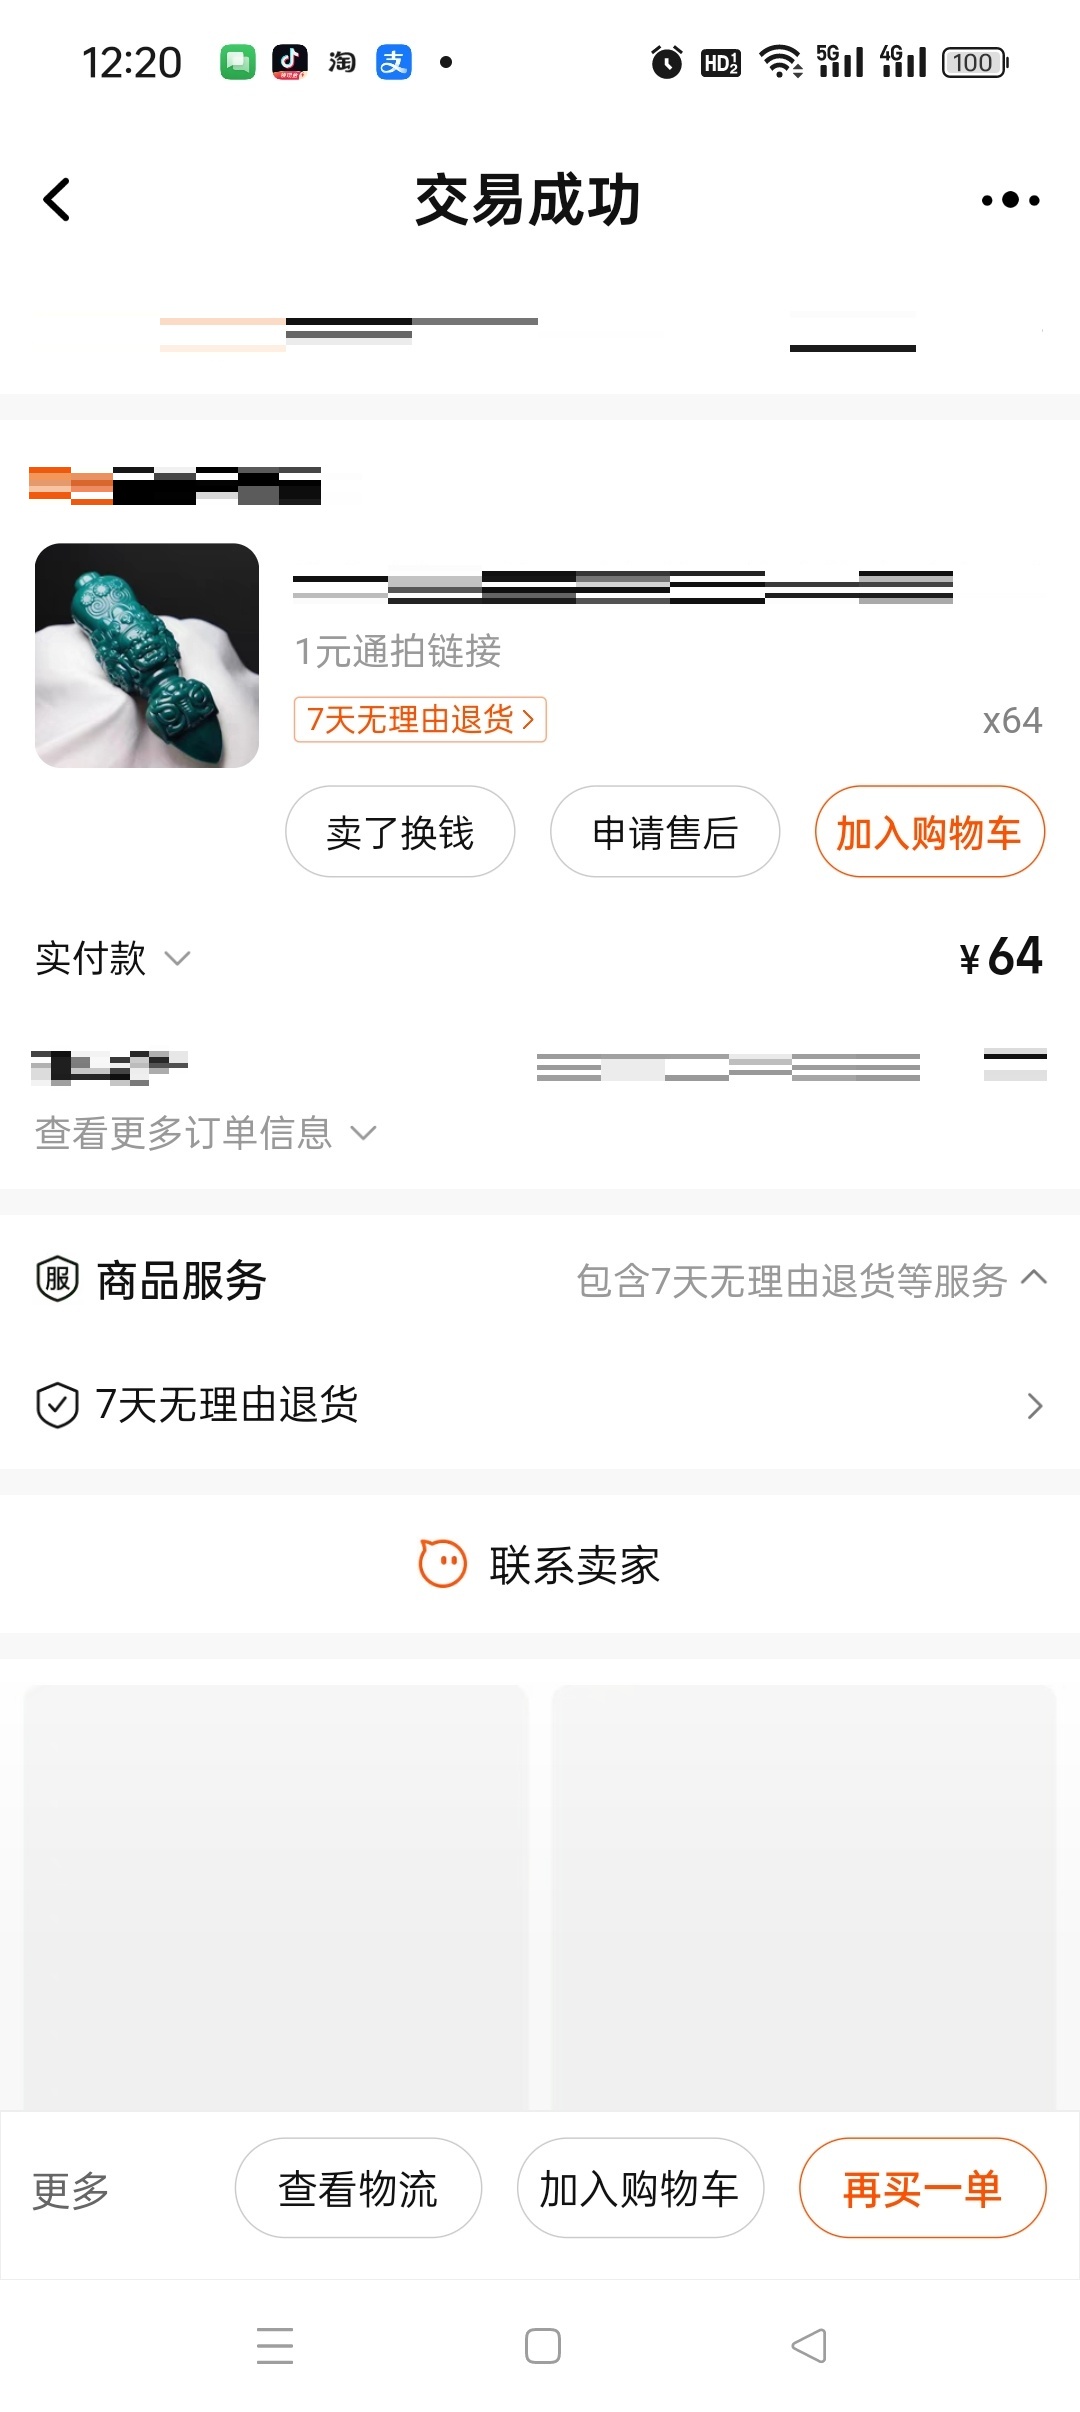 12:20 淘 支 HD 1 2 5G 4G 100
交易成功
1元通拍链接
7天无理由退货
x64
卖了换钱 申请售后 加入购物车
实付款 ¥64
查看更多订单信息
服 商品服务 包含7天无理由退货等服务
7天无理由退货
联系卖家
更多 查看物流 加入购物车 再买一单